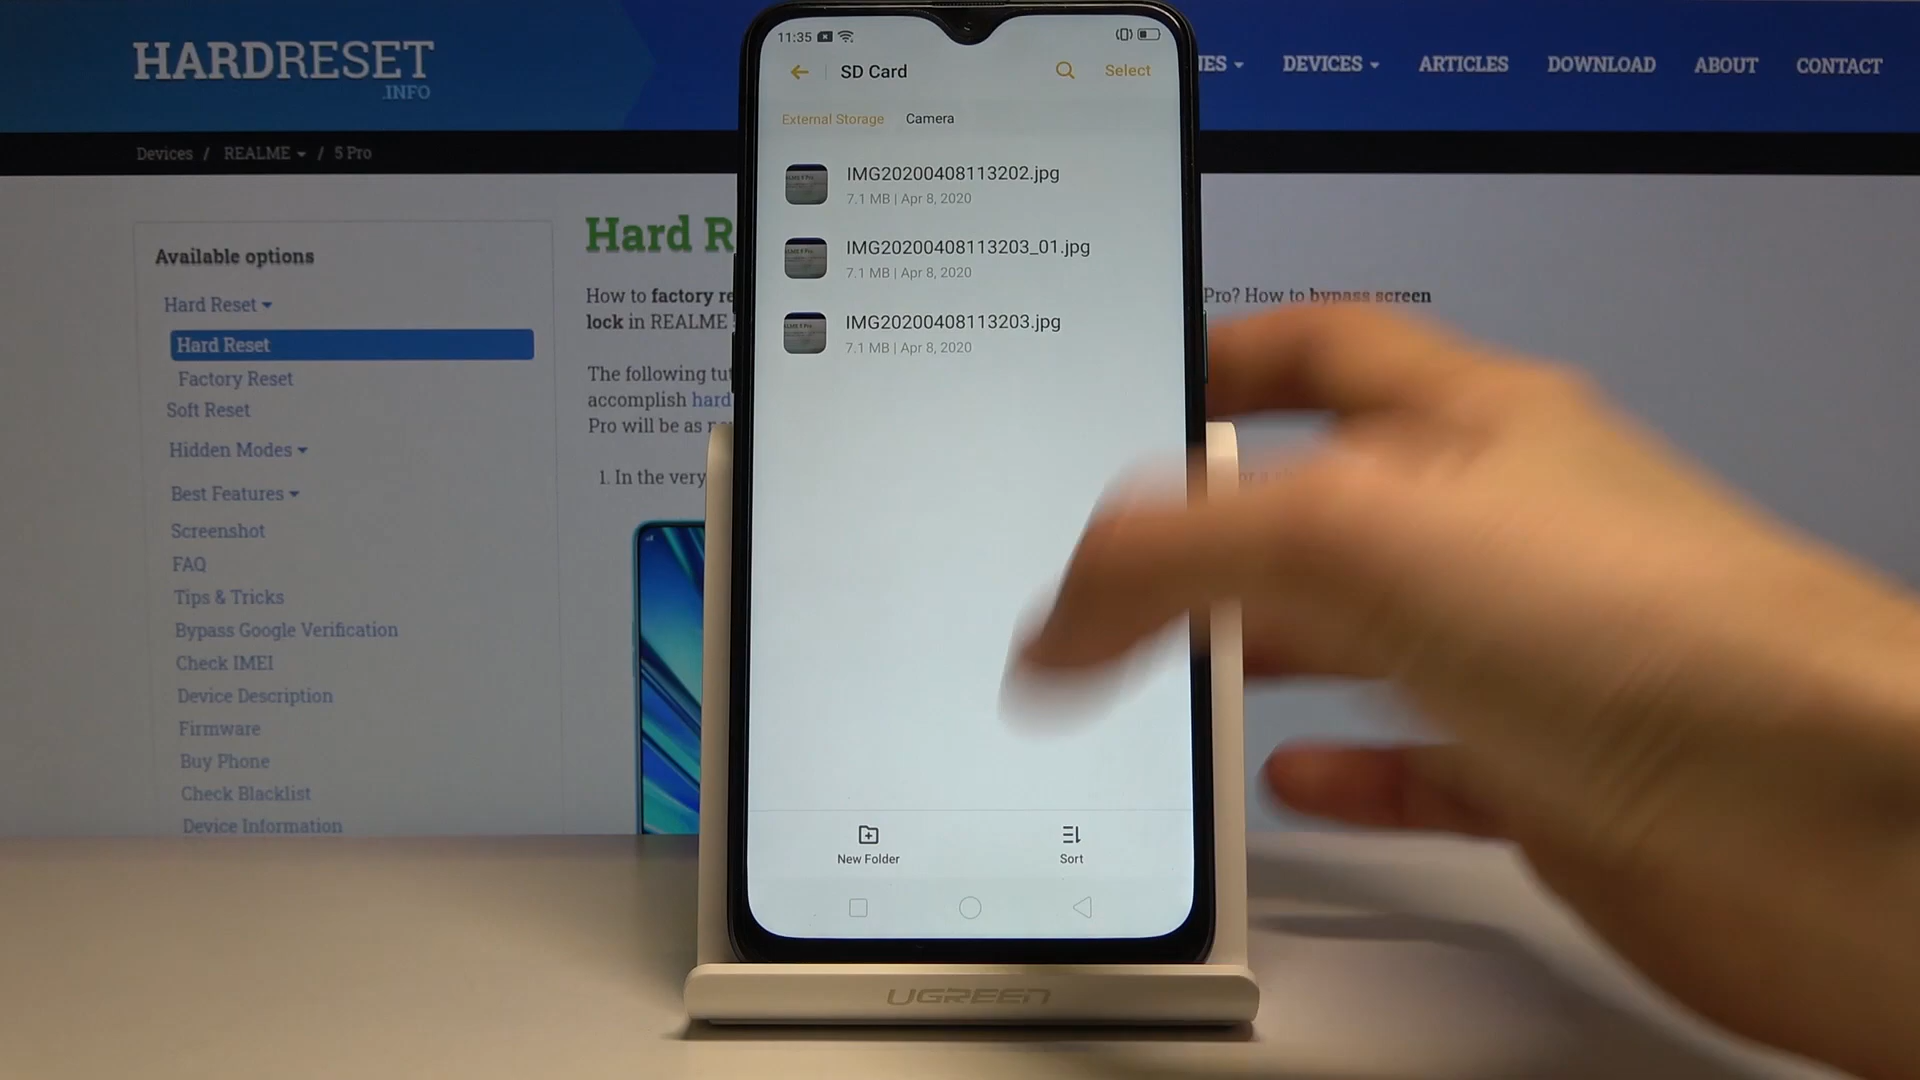 HARDRESET
.INFO
DEVICES
ARTICLES
DOWNLOAD
ABOUT
CONTACT
Devices / REALME / 5 Pro
Available options
Hard Reset
Hard Reset
Factory Reset
Soft Reset
Hidden Modes
Best Features
Screenshot
FAQ
Tips & Tricks
Bypass Google Verification
Check IMEI
Device Description
Firmware
Buy Phone
Check Blacklist
Device Information
Hard R
How to factory re
Pro? How to bypass screen
lock in REALME
The following tut
accomplish hard
Pro will be as
1. In the very
11:35
SD Card
Select
External Storage
Camera
IMG20200408113202.jpg
7.1 MB | Apr 8, 2020
IMG20200408113203_01.jpg
7.1 MB | Apr 8, 2020
IMG20200408113203.jpg
7.1 MB | Apr 8, 2020
New Folder
Sort
UGREEN